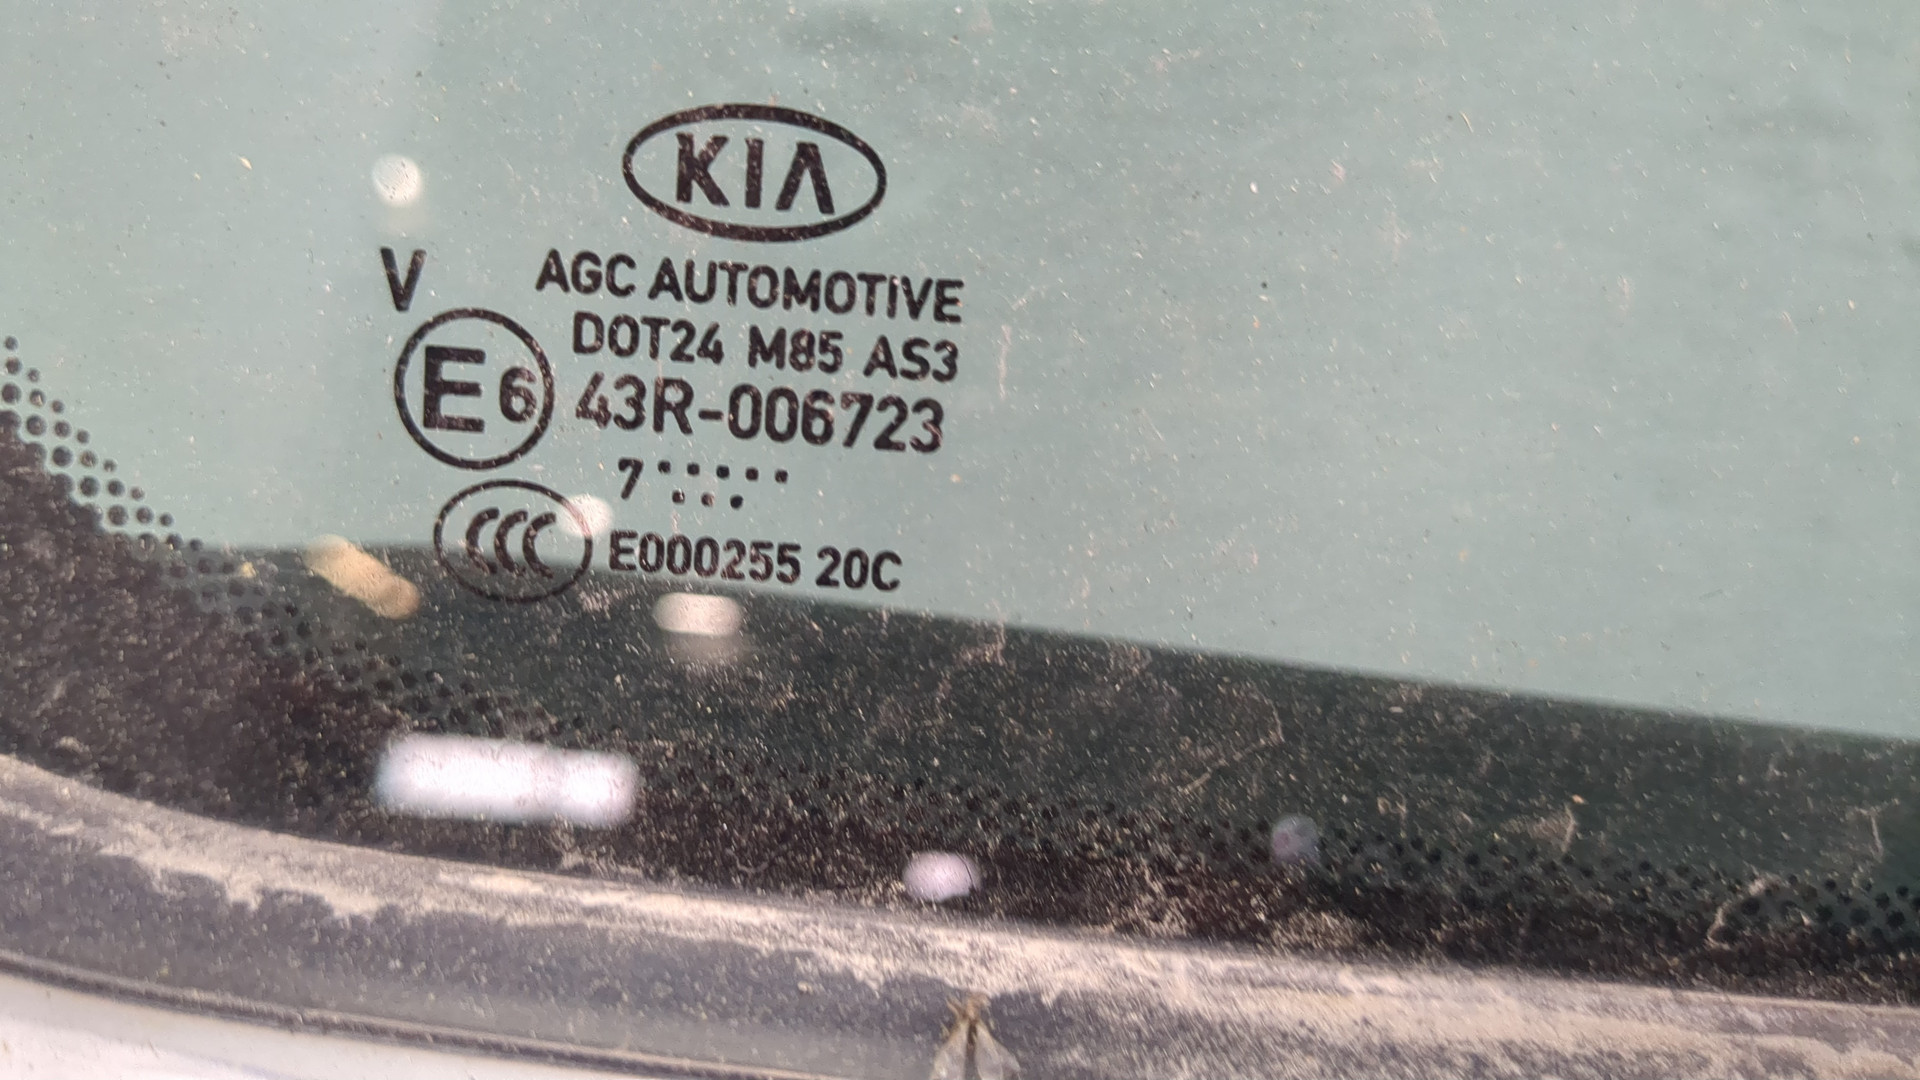 KIA
V
AGC AUTOMOTIVE
DOT24 M85 AS3
E6 43R-006723
7
CCC E000255 20C